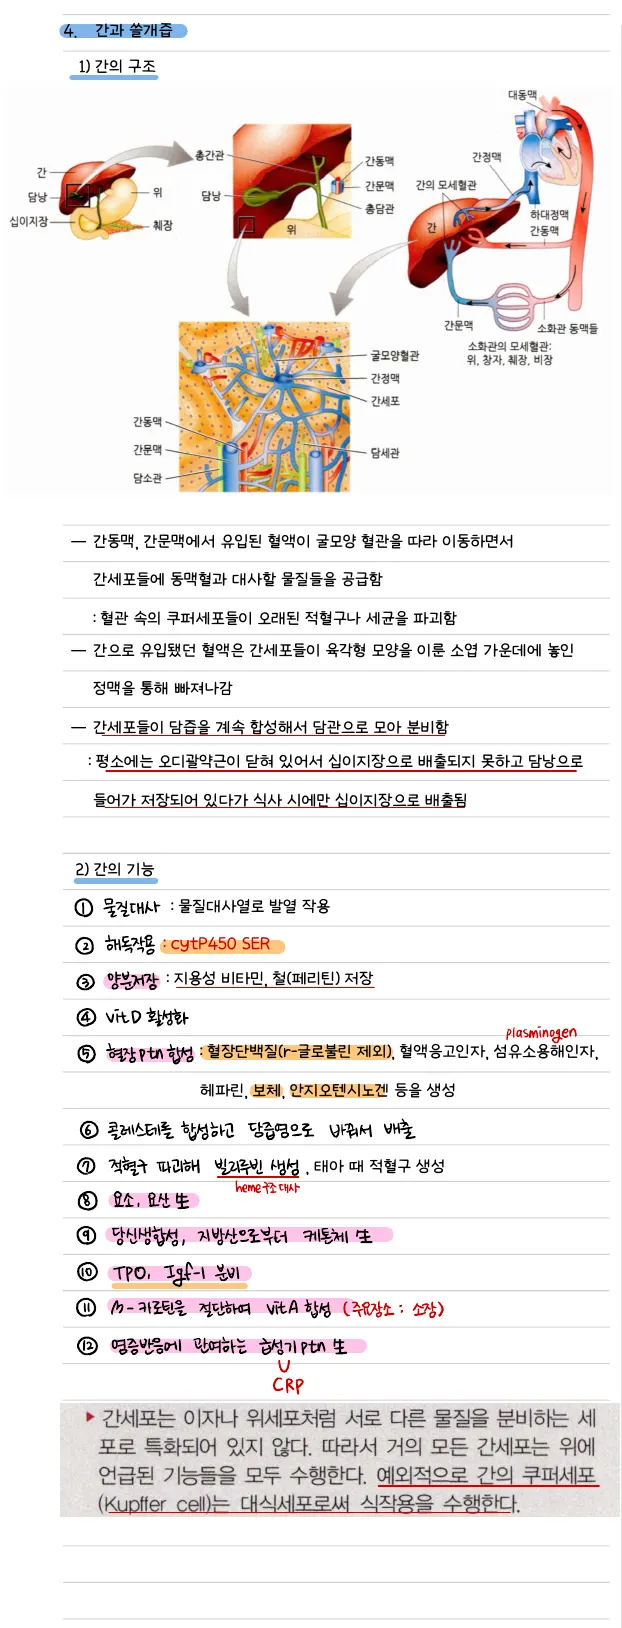 4. 간과 쓸개즙
1) 간의 구조
대동맥
총간관
간동맥
간정맥
간
담낭
위
십이지장
췌장
담낭
간문맥
총담관
위
간의 모세혈관
간
하대정맥
간동맥
간문맥
소화관 동맥들
소화관의 모세혈관:
위, 창자, 췌장, 비장
굴모양혈관
간정맥
간세포
간동맥
간문맥
담소관
담세관
— 간동맥, 간문맥에서 유입된 혈액이 굴모양 혈관을 따라 이동하면서
간세포들에 동맥혈과 대사할 물질들을 공급함
: 혈관 속의 쿠퍼세포들이 오래된 적혈구나 세균을 파괴함
— 간으로 유입됐던 혈액은 간세포들이 육각형 모양을 이룬 소엽 가운데에 놓인
정맥을 통해 빠져나감
— 간세포들이 담즙을 계속 합성해서 담관으로 모아 분비함
: 평소에는 오디괄약근이 닫혀 있어서 십이지장으로 배출되지 못하고 담낭으로
들어가 저장되어 있다가 식사 시에만 십이지장으로 배출됨
2) 간의 기능
① 물질대사 : 물질대사열로 발열 작용
② 해독작용 : cytP450 SER
③ 양분저장 : 지용성 비타민, 철(페리틴) 저장
④ vitD 활성화
plasminogen
⑤ 혈장ptn합성 : 혈장단백질(r-글로불린 제외), 혈액응고인자, 섬유소용해인자,
헤파린, 보체, 안지오텐시노겐 등을 생성
⑥ 콜레스테롤 합성하고 담즙염으로 바꿔서 배출
⑦ 적혈구 파괴해 빌리루빈 생성, 태아 때 적혈구 생성
heme구조대사
⑧ 요소, 요산 生
⑨ 당신생합성, 지방산으로부터 케톤체 生
⑩ TPO, Igf-1 분비
⑪ β-카로틴을 절단하여 vitA 합성 (주요장소 : 소장)
⑫ 염증반응에 관여하는 급성기ptn 生
CRP
▶ 간세포는 이자나 위세포처럼 서로 다른 물질을 분비하는 세
포로 특화되어 있지 않다. 따라서 거의 모든 간세포는 위에
언급된 기능들을 모두 수행한다. 예외적으로 간의 쿠퍼세포
(Kupffer cell)는 대식세포로써 식작용을 수행한다.